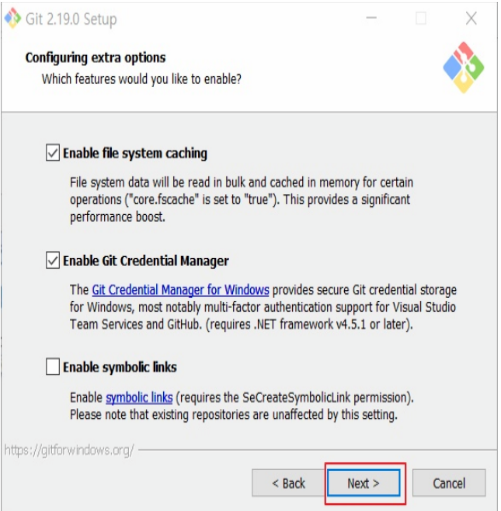 Git 2.19.0 Setup
Configuring extra options
Which features would you like to enable?
Enable file system caching
File system data will be read in bulk and cached in memory for certain
operations ("core.fscache" is set to "true"). This provides a significant
performance boost.
Enable Git Credential Manager
The Git Credential Manager for Windows provides secure Git credential storage
for Windows, most notably multi-factor authentication support for Visual Studio
Team Services and GitHub. (requires .NET framework v4.5.1 or later).
Enable symbolic links
Enable symbolic links (requires the SeCreateSymbolicLink permission).
Please note that existing repositories are unaffected by this setting.
https://gitforwindows.org/
< Back Next > Cancel